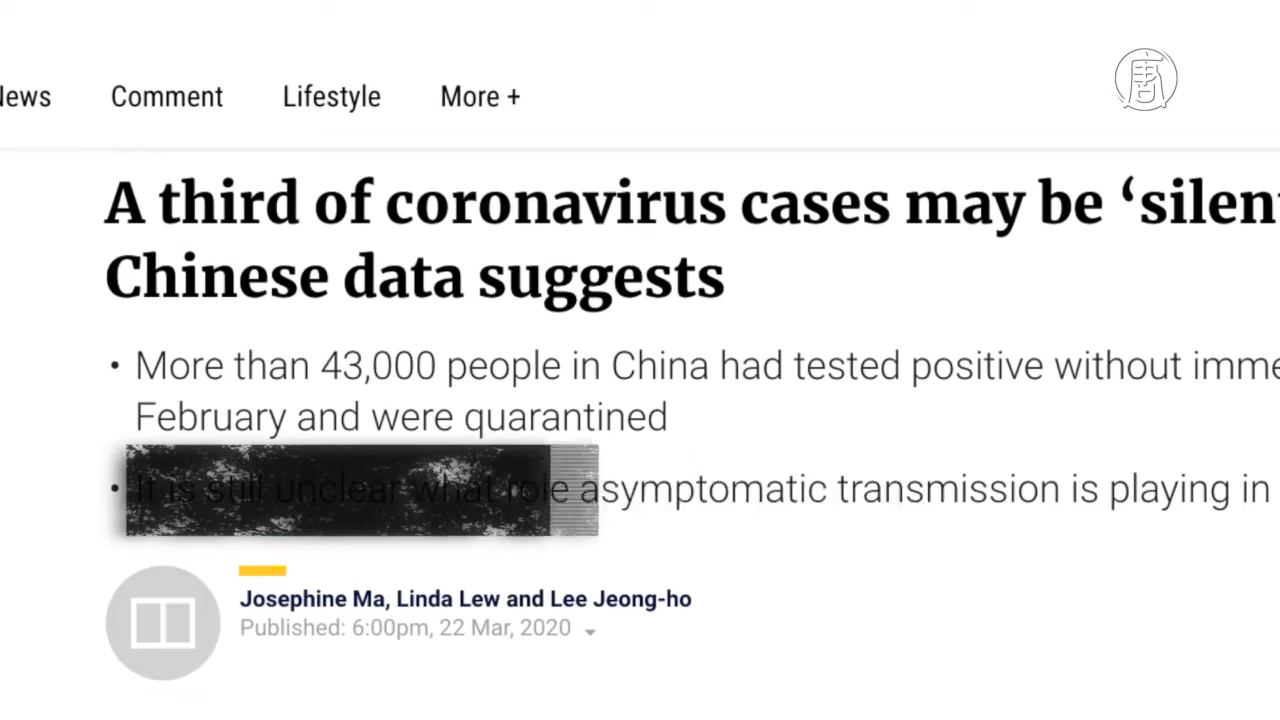 News Comment Lifestyle More +
唐
A third of coronavirus cases may be ‘silent
Chinese data suggests
• More than 43,000 people in China had tested positive without imme
February and were quarantined
• It is still unclear what role asymptomatic transmission is playing in
Josephine Ma, Linda Lew and Lee Jeong-ho
Published: 6:00pm, 22 Mar, 2020